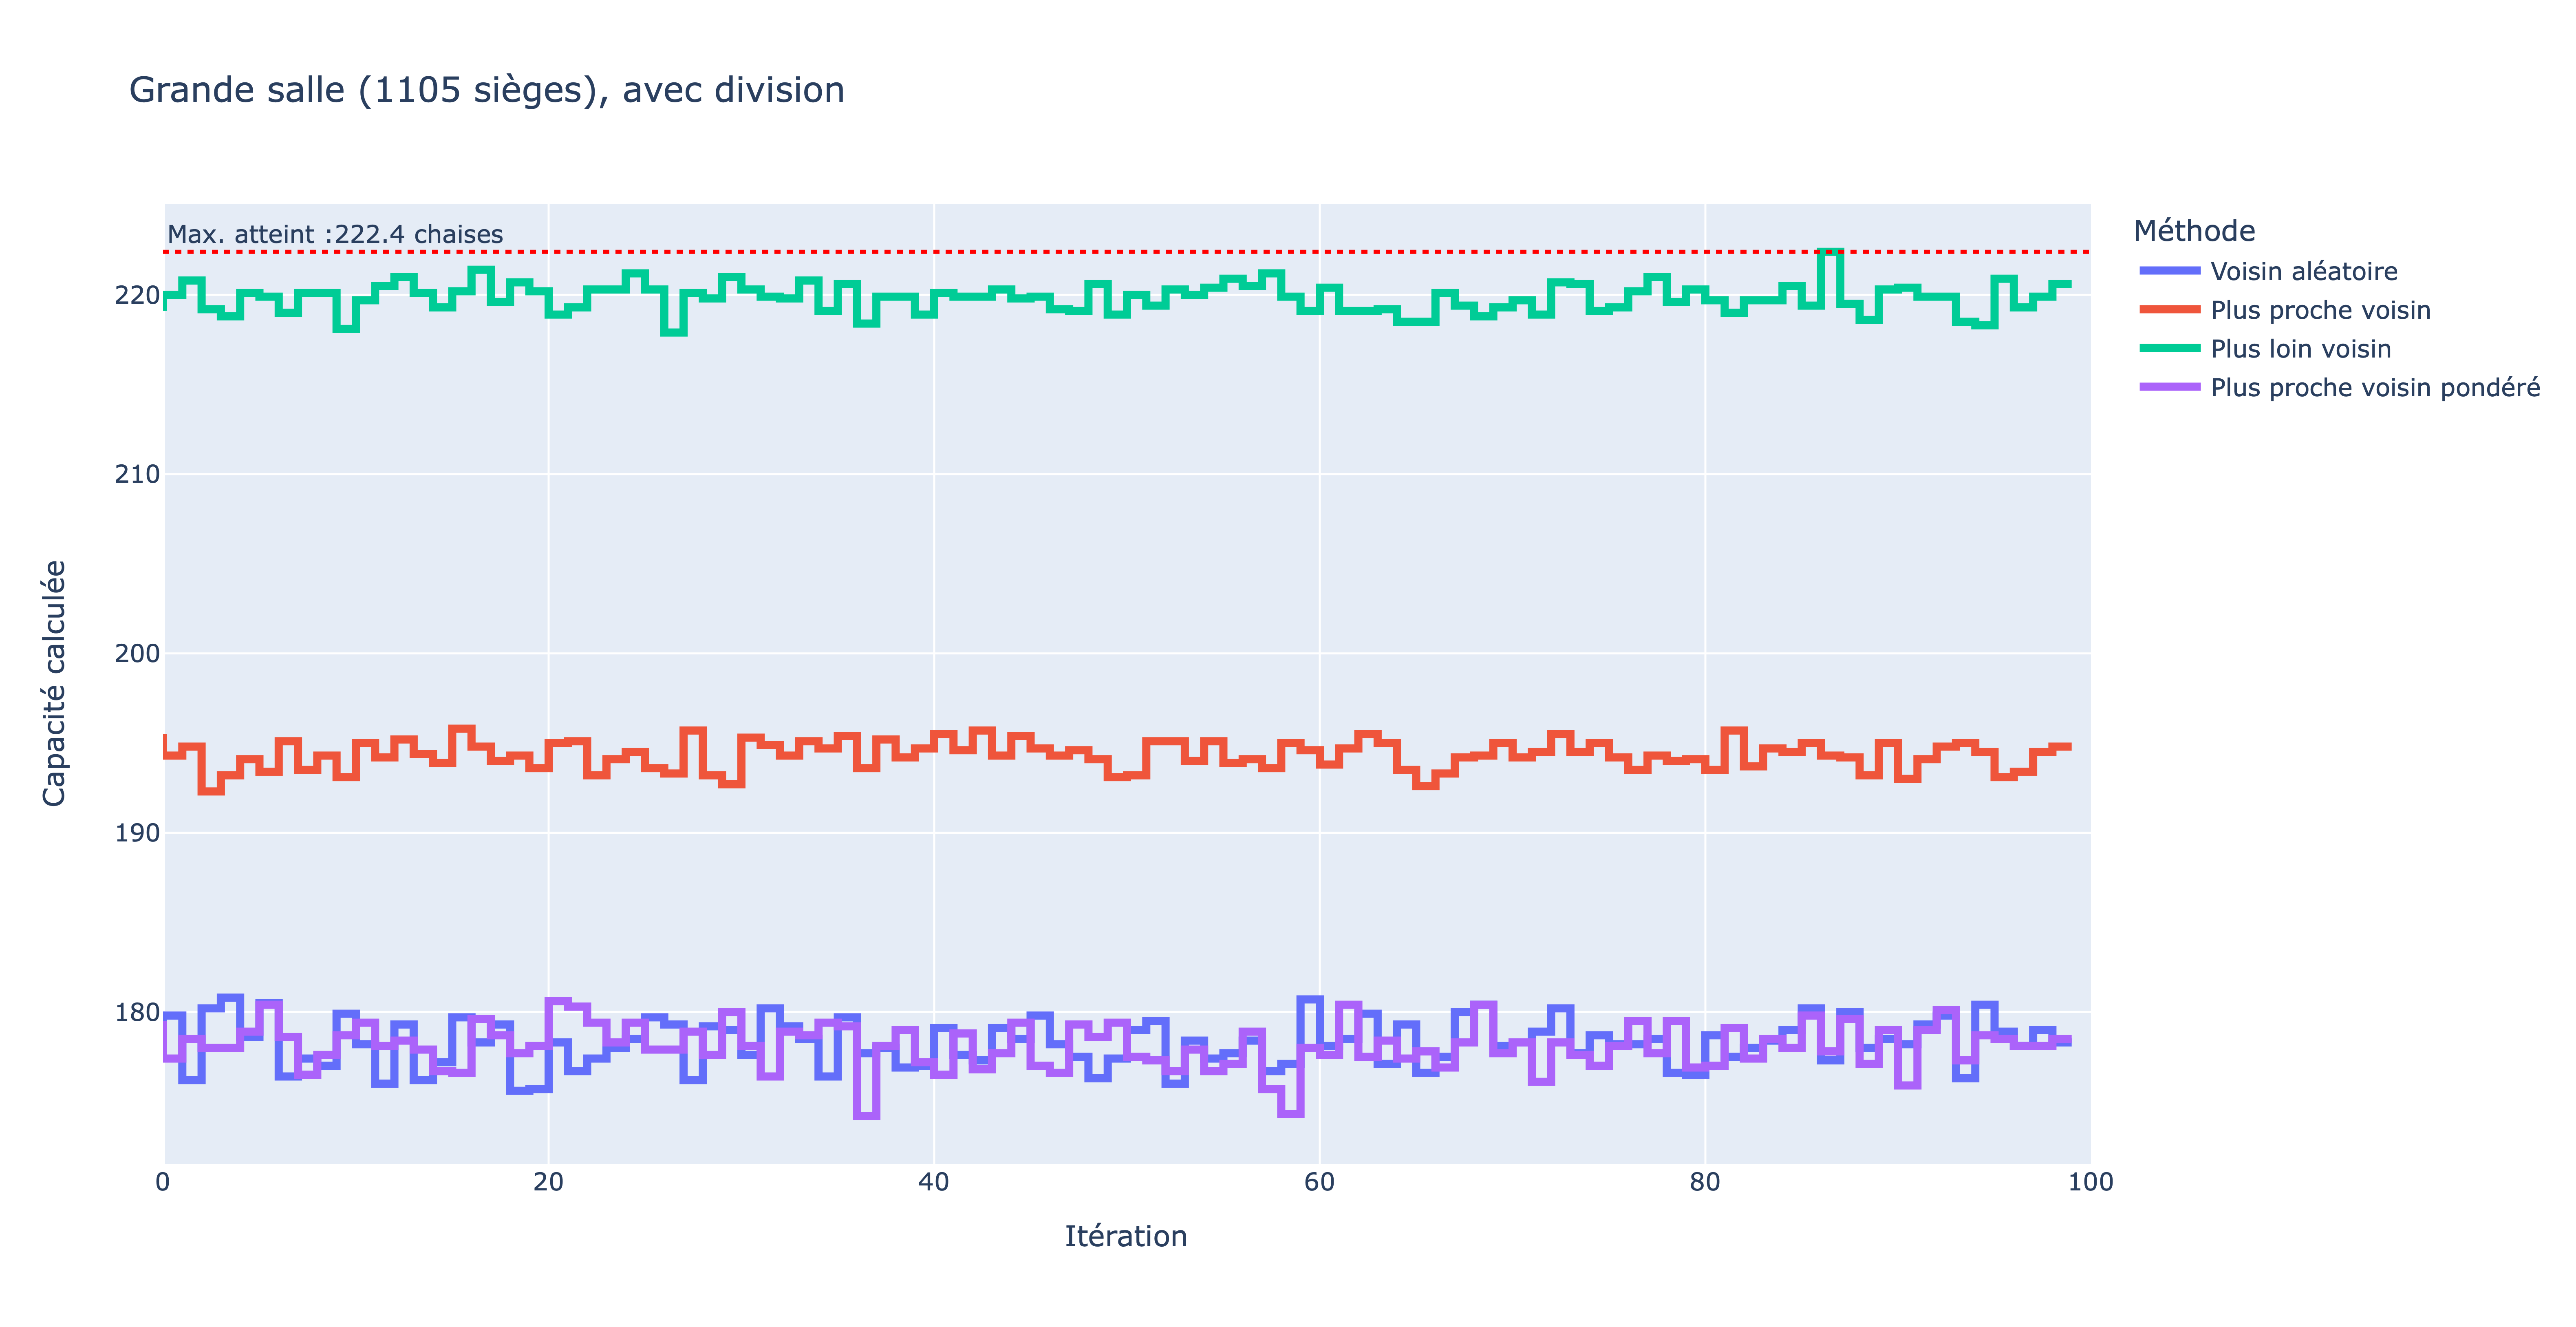 Grande salle (1105 sièges), avec division
Max. atteint :222.4 chaises
220
210
200
190
180
0
20
40
60
80
100
Capacité calculée
Itération
Méthode
Voisin aléatoire
Plus proche voisin
Plus loin voisin
Plus proche voisin pondéré